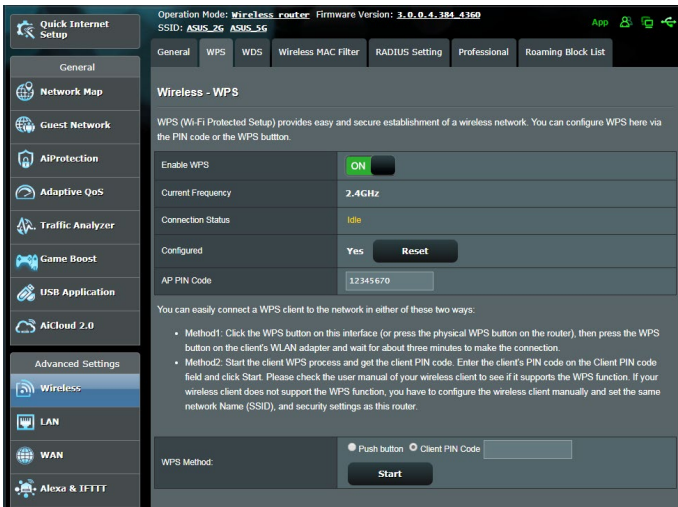 Quick Internet
Setup
General
Network Map
Guest Network
AiProtection
Adaptive QoS
Traffic Analyzer
Game Boost
USB Application
AiCloud 2.0
Advanced Settings
Wireless
LAN
WAN
Alexa & IFTTT
Operation Mode: Wireless router Firmware Version: 3.0.0.4.384_4360
SSID: ASUS_2G ASUS_5G
App
General WPS WDS Wireless MAC Filter RADIUS Setting Professional Roaming Block List
Wireless - WPS
WPS (Wi-Fi Protected Setup) provides easy and secure establishment of a wireless network. You can configure WPS here via
the PIN code or the WPS buttton.
Enable WPS ON
Current Frequency 2.4GHz
Connection Status Idle
Configured Yes Reset
AP PIN Code 12345670
You can easily connect a WPS client to the network in either of these two ways:
• Method1: Click the WPS button on this interface (or press the physical WPS button on the router), then press the WPS
button on the client's WLAN adapter and wait for about three minutes to make the connection.
• Method2: Start the client WPS process and get the client PIN code. Enter the client's PIN code on the Client PIN code
field and click Start. Please check the user manual of your wireless client to see if it supports the WPS function. If your
wireless client does not support the WPS function, you have to configure the wireless client manually and set the same
network Name (SSID), and security settings as this router.
WPS Method: Push button Client PIN Code
Start